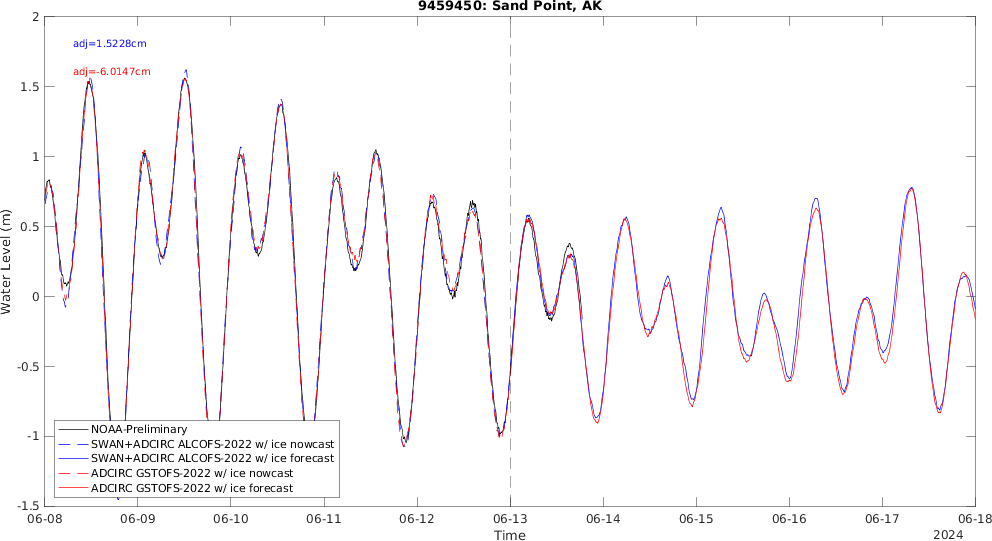 9459450: Sand Point, AK
adj=1.5228cm
adj=-6.0147cm
Water Level (m)
2
1.5
1
0.5
0
-0.5
-1
-1.5
NOAA-Preliminary
SWAN+ADCIRC ALCOFS-2022 w/ ice nowcast
SWAN+ADCIRC ALCOFS-2022 w/ ice forecast
ADCIRC GSTOFS-2022 w/ ice nowcast
ADCIRC GSTOFS-2022 w/ ice forecast
06-08 06-09 06-10 06-11 06-12 06-13 06-14 06-15 06-16 06-17 06-18
Time
2024